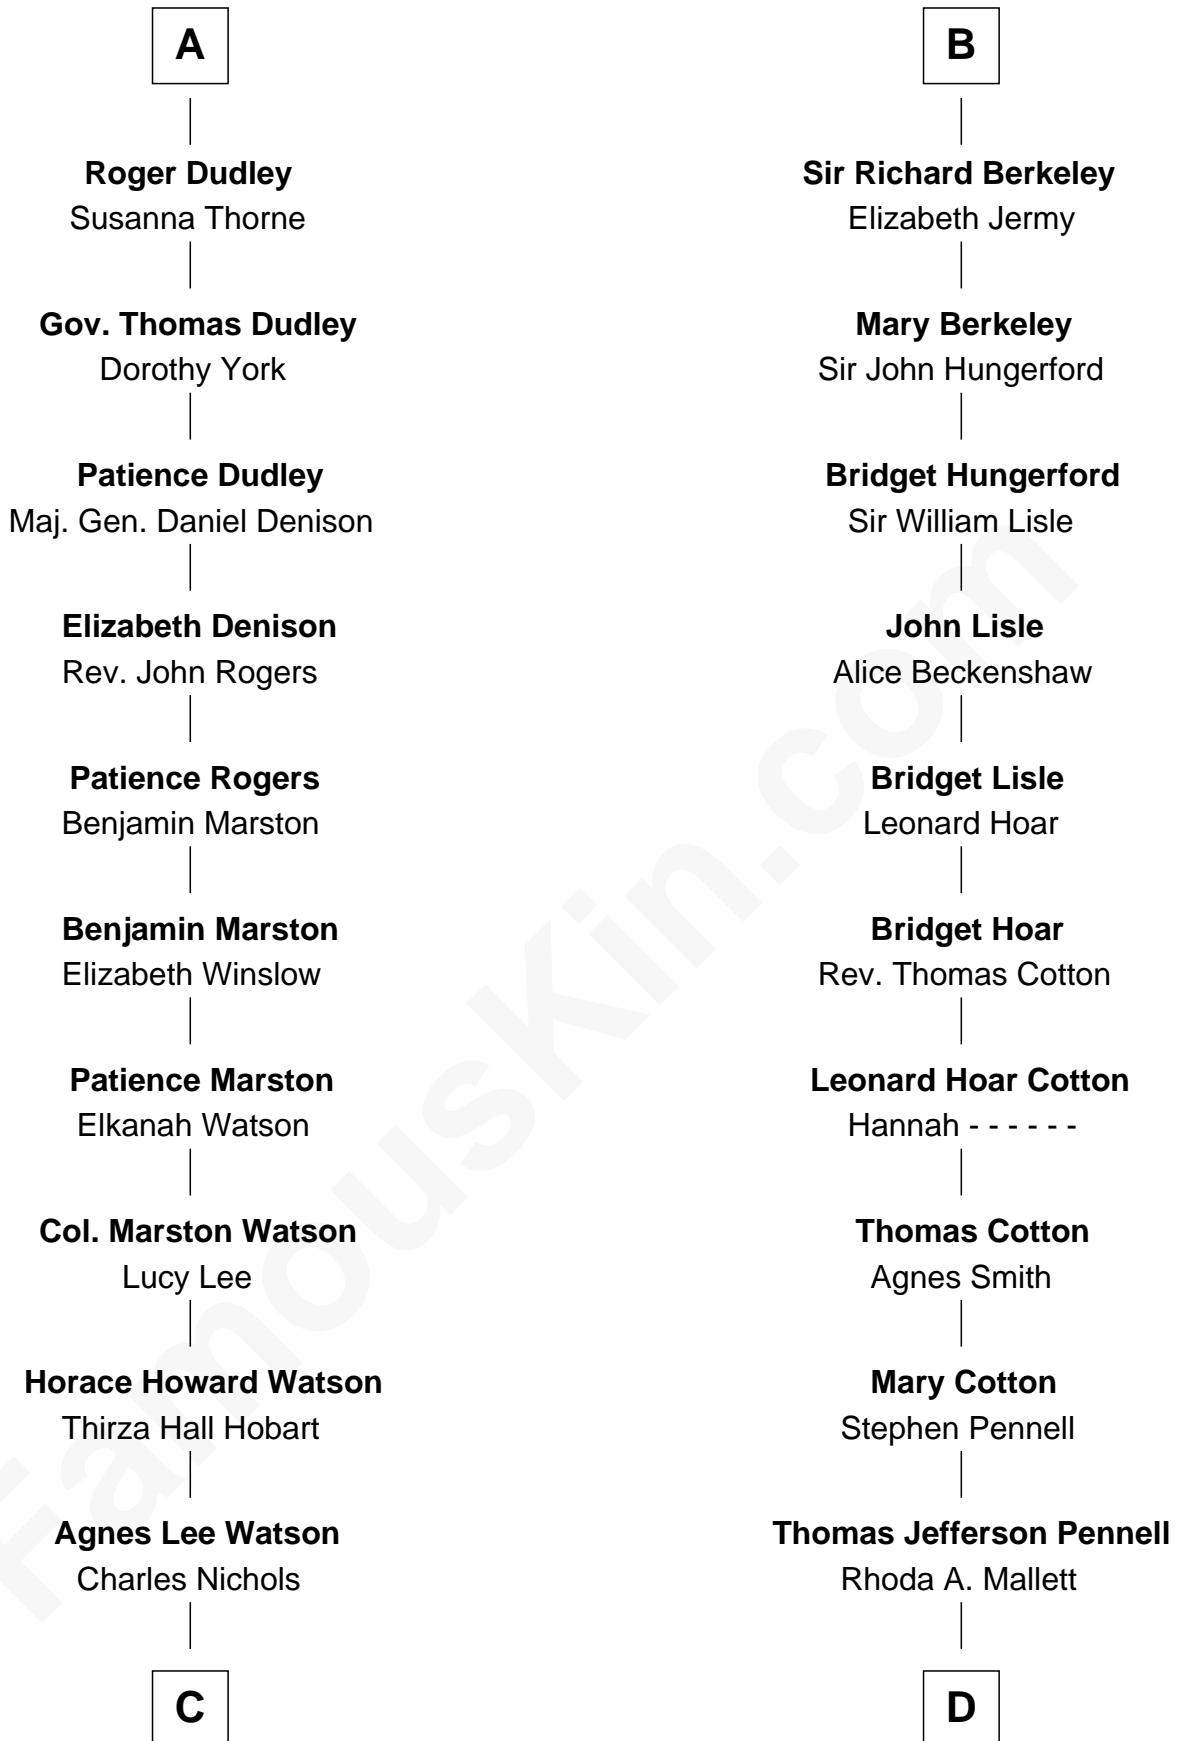 A
Roger Dudley
Susanna Thorne
Gov. Thomas Dudley
Dorothy York
Patience Dudley
Maj. Gen. Daniel Denison
Elizabeth Denison
Rev. John Rogers
Patience Rogers
Benjamin Marston
Benjamin Marston
Elizabeth Winslow
Patience Marston
Elkanah Watson
Col. Marston Watson
Lucy Lee
Horace Howard Watson
Thirza Hall Hobart
Agnes Lee Watson
Charles Nichols
C
B
Sir Richard Berkeley
Elizabeth Jermy
Mary Berkeley
Sir John Hungerford
Bridget Hungerford
Sir William Lisle
John Lisle
Alice Beckenshaw
Bridget Lisle
Leonard Hoar
Bridget Hoar
Rev. Thomas Cotton
Leonard Hoar Cotton
Hannah - - - - - -
Thomas Cotton
Agnes Smith
Mary Cotton
Stephen Pennell
Thomas Jefferson Pennell
Rhoda A. Mallett
D
FamousKin.com